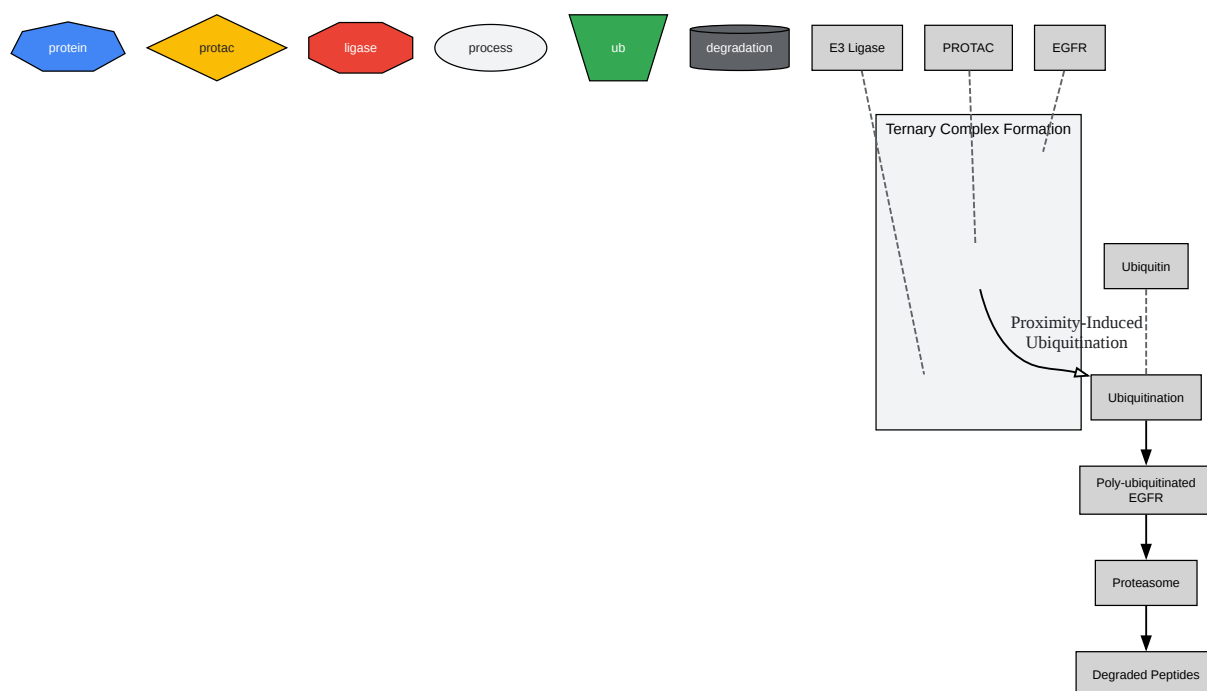 protein
protac
ligase
process
ub
degradation
E3 Ligase
PROTAC
EGFR
Ternary Complex Formation
Ubiquitin
Proximity-Induced
Ubiquitination
Ubiquitination
Poly-ubiquitinated
EGFR
Proteasome
Degraded Peptides